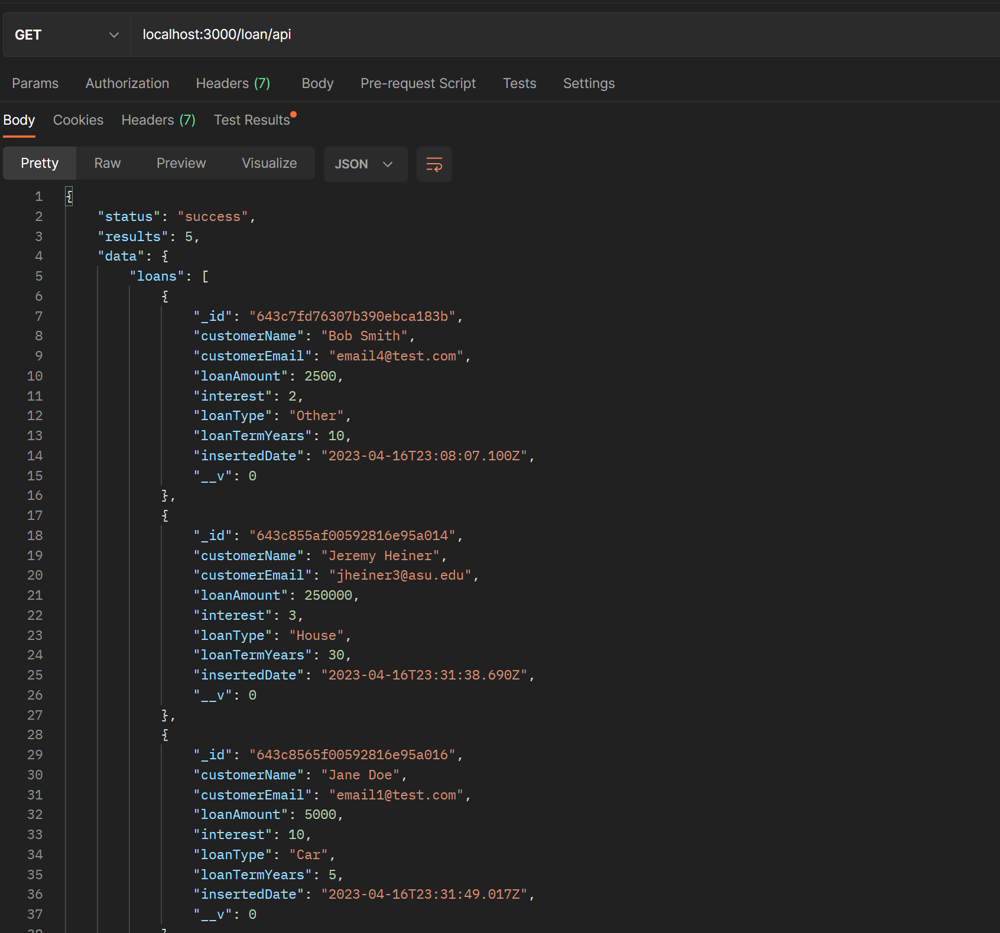 GET localhost:3000/loan/api
Params Authorization Headers (7) Body Pre-request Script Tests Settings
Body Cookies Headers (7) Test Results
Pretty Raw Preview Visualize JSON
1 {
2 "status": "success",
3 "results": 5,
4 "data": {
5 "loans": [
6 {
7 "_id": "643c7fd76307b390ebca183b",
8 "customerName": "Bob Smith",
9 "customerEmail": "email4@test.com",
10 "loanAmount": 2500,
11 "interest": 2,
12 "loanType": "Other",
13 "loanTermYears": 10,
14 "insertedDate": "2023-04-16T23:08:07.100Z",
15 "__v": 0
16 },
17 {
18 "_id": "643c855af00592816e95a014",
19 "customerName": "Jeremy Heiner",
20 "customerEmail": "jheiner3@asu.edu",
21 "loanAmount": 250000,
22 "interest": 3,
23 "loanType": "House",
24 "loanTermYears": 30,
25 "insertedDate": "2023-04-16T23:31:38.690Z",
26 "__v": 0
27 },
28 {
29 "_id": "643c8565f00592816e95a016",
30 "customerName": "Jane Doe",
31 "customerEmail": "email1@test.com",
32 "loanAmount": 5000,
33 "interest": 10,
34 "loanType": "Car",
35 "loanTermYears": 5,
36 "insertedDate": "2023-04-16T23:31:49.017Z",
37 "__v": 0